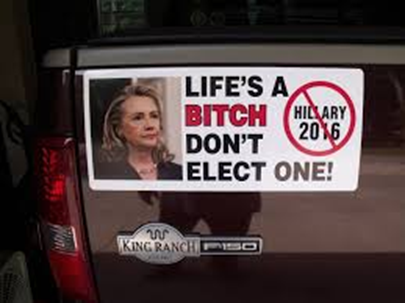 LIFE'S A
BITCH
DON'T
ELECT ONE!
HILLARY
2016
KING RANCH
F150